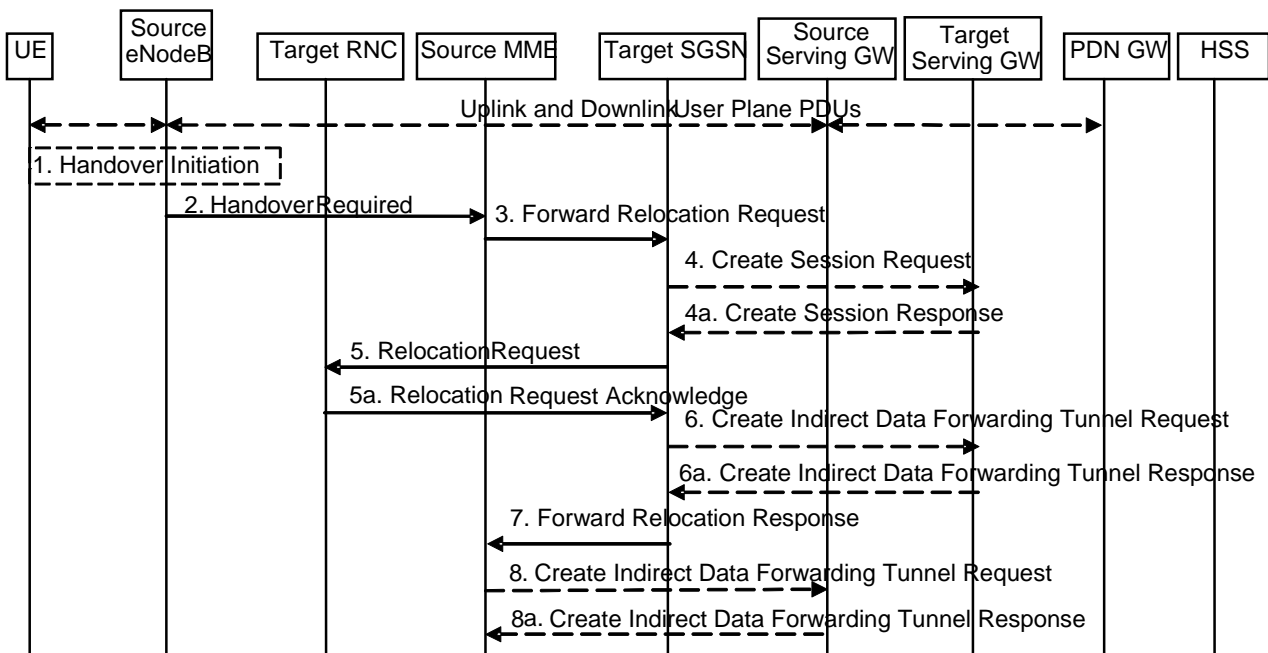 UE
Source
eNodeB
Target RNC
Source MME
Target SGSN
Source
Serving GW
Target
Serving GW
PDN GW
HSS
Uplink and Downlink User Plane PDUs
1. Handover Initiation
2. Handover Required
3. Forward Relocation Request
4. Create Session Request
4a. Create Session Response
5. Relocation Request
5a. Relocation Request Acknowledge
6. Create Indirect Data Forwarding Tunnel Request
6a. Create Indirect Data Forwarding Tunnel Response
7. Forward Relocation Response
8. Create Indirect Data Forwarding Tunnel Request
8a. Create Indirect Data Forwarding Tunnel Response